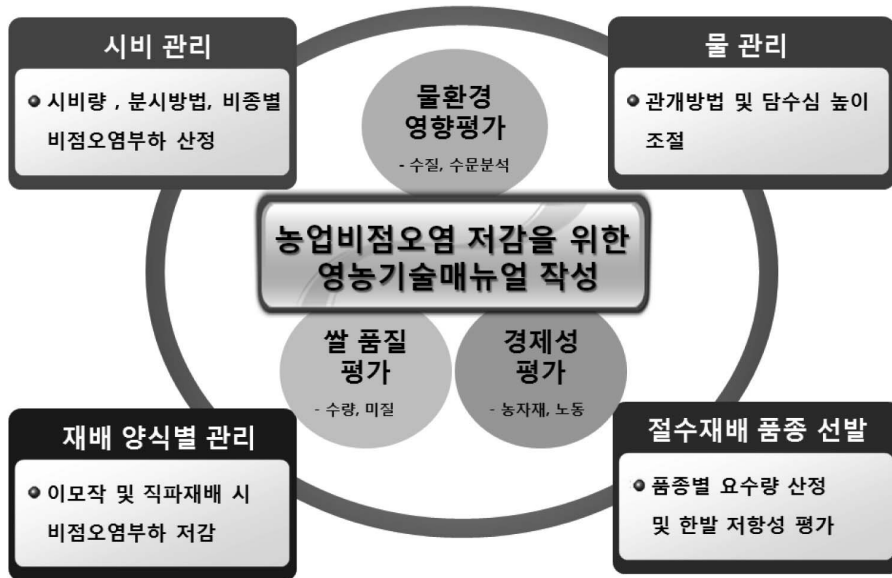 시비 관리
● 시비량 , 분시방법, 비종별
비점오염부하 산정
물 관리
● 관개방법 및 담수심 높이
조절
물환경
영향평가
- 수질, 수문분석
농업비점오염 저감을 위한
영농기술매뉴얼 작성
쌀 품질
평가
- 수량, 미질
경제성
평가
- 농자재, 노동
재배 양식별 관리
● 이모작 및 직파재배 시
비점오염부하 저감
절수재배 품종 선발
● 품종별 요수량 산정
및 한발 저항성 평가